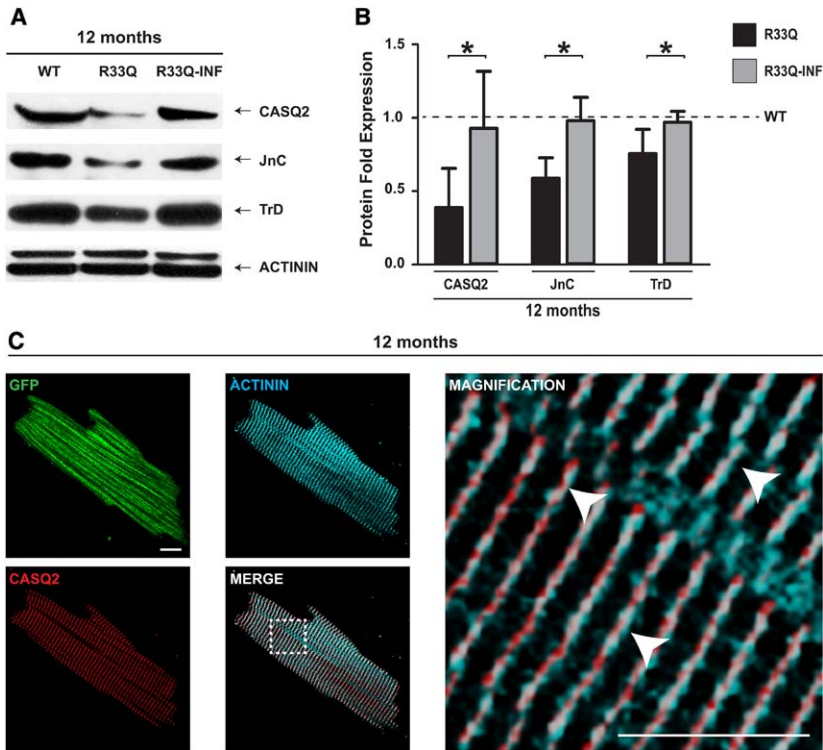 A
12 months
WT R33Q R33Q-INF
← CASQ2
← JnC
← TrD
← ACTININ
B
Protein Fold Expression
1.5
1.0
0.5
0.0
* * *
WT
R33Q
R33Q-INF
CASQ2 JnC TrD
12 months
C
12 months
GFP
ACTININ
MAGNIFICATION
CASQ2
MERGE